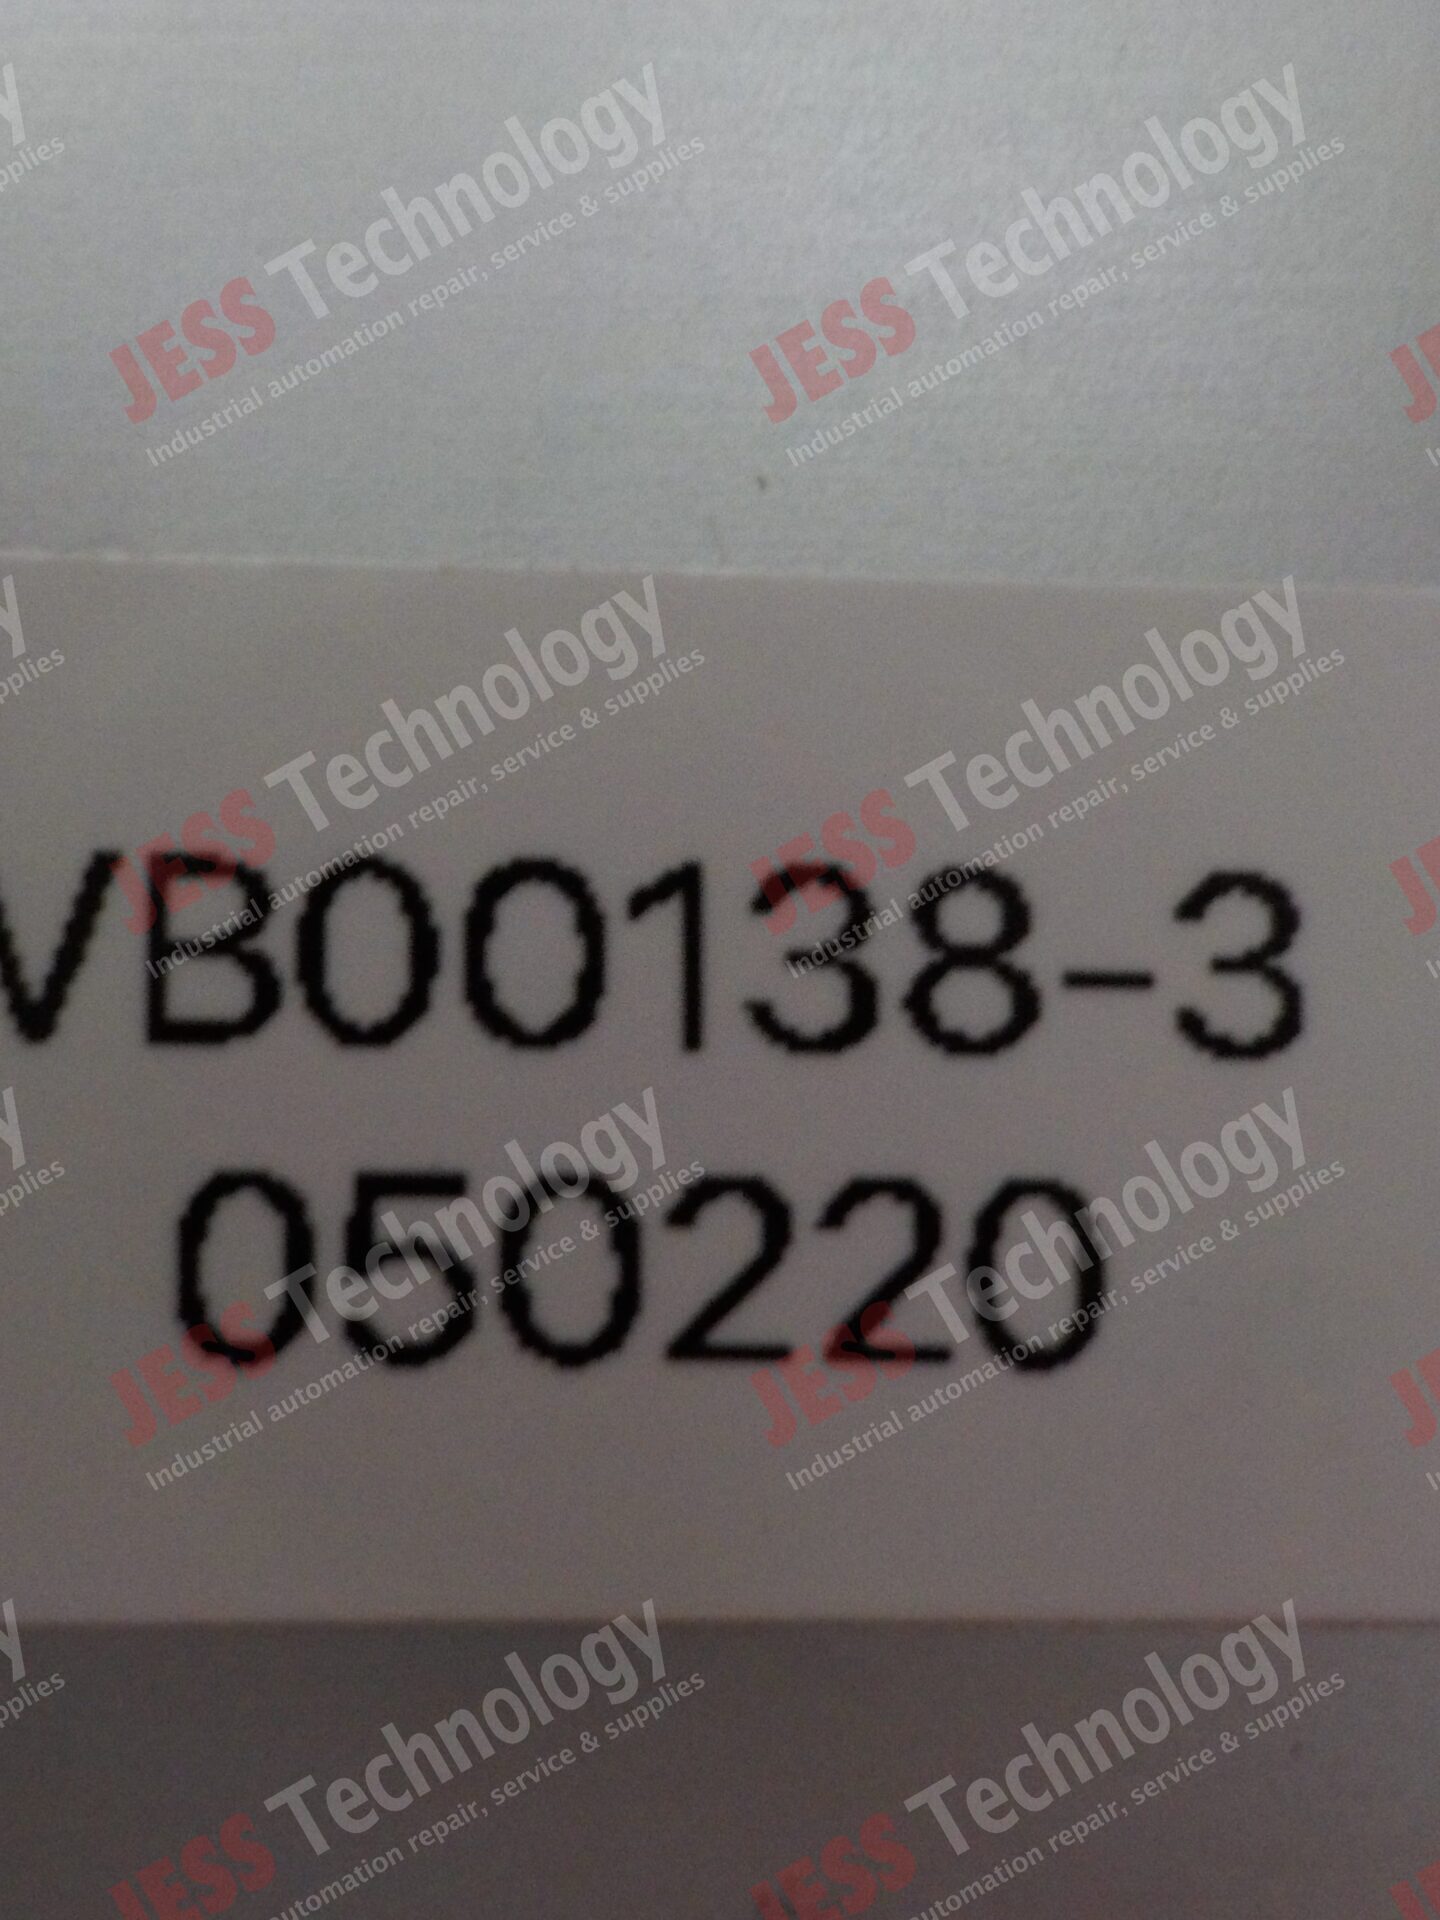 VB00138-3
050220
JESS Technology
Industrial automation repair, service & supplies